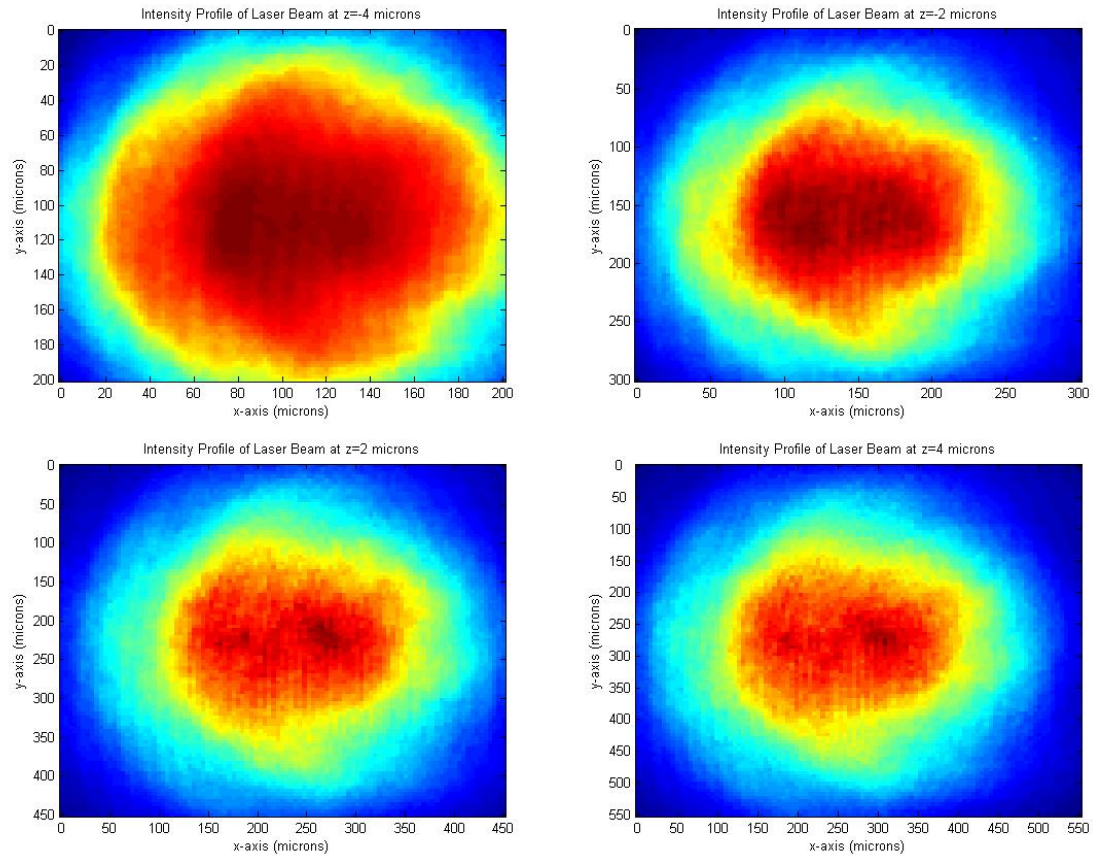 Intensity Profile of Laser Beam at z=-4 microns
0
20
40
60
80
100
120
140
160
180
200
y-axis (microns)
0 20 40 60 80 100 120 140 160 180 200
x-axis (microns)
Intensity Profile of Laser Beam at z=-2 microns
0
50
100
150
200
250
300
y-axis (microns)
0 50 100 150 200 250 300
x-axis (microns)
Intensity Profile of Laser Beam at z=2 microns
0
50
100
150
200
250
300
350
400
450
y-axis (microns)
0 50 100 150 200 250 300 350 400 450
x-axis (microns)
Intensity Profile of Laser Beam at z=4 microns
0
50
100
150
200
250
300
350
400
450
500
550
y-axis (microns)
0 50 100 150 200 250 300 350 400 450 500 550
x-axis (microns)